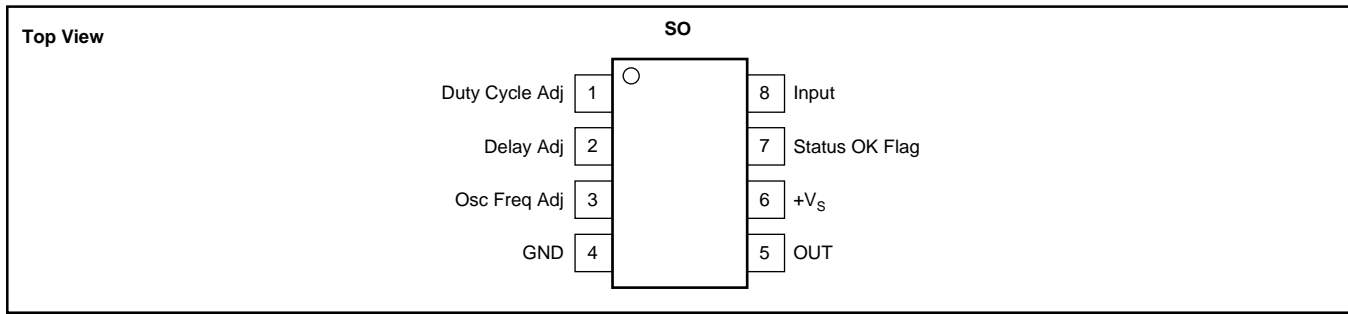 Top View
SO
Duty Cycle Adj 1 8 Input
Delay Adj 2 7 Status OK Flag
Osc Freq Adj 3 6 +VS
GND 4 5 OUT